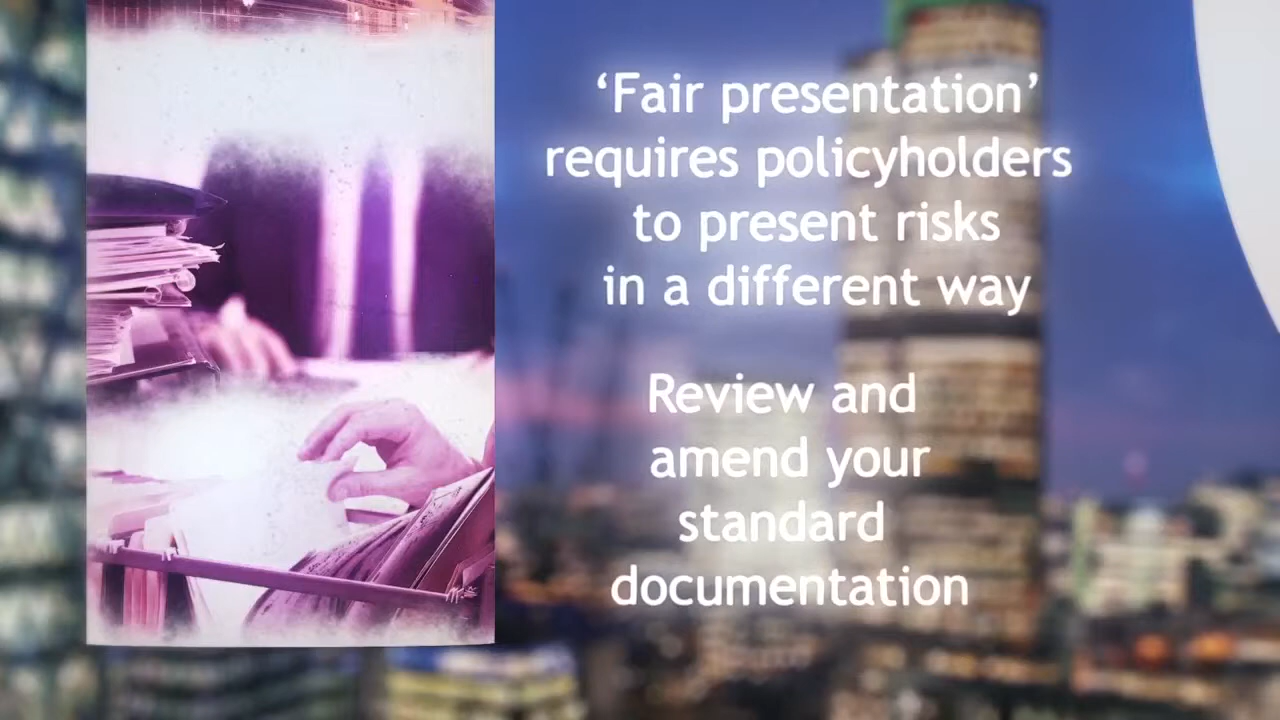 ‘Fair presentation’
requires policyholders
to present risks
in a different way
Review and
amend your
standard
documentation